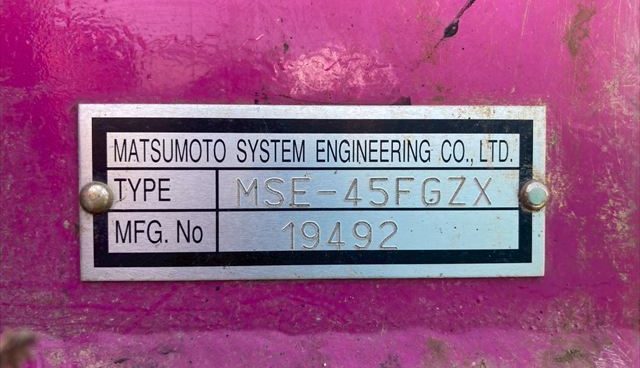 MATSUMOTO SYSTEM ENGINEERING CO., LTD.
TYPE MSE-45FGZX
MFG. No 19492